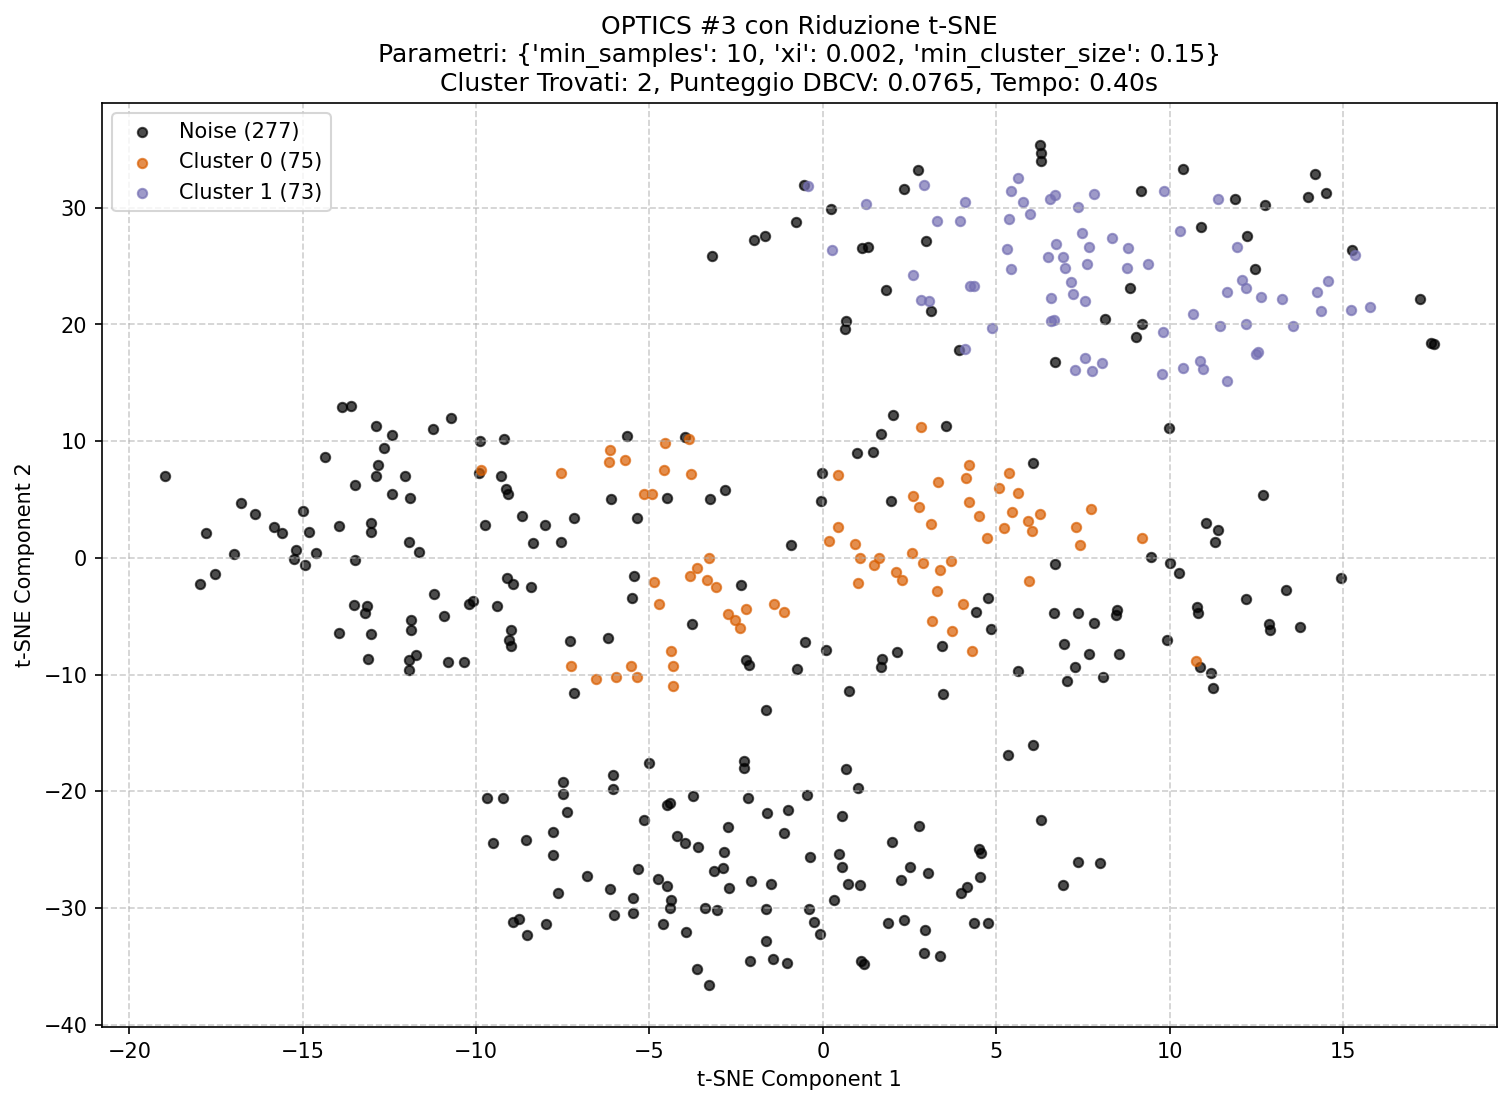 OPTICS #3 con Riduzione t-SNE
Parametri: {'min_samples': 10, 'xi': 0.002, 'min_cluster_size': 0.15}
Cluster Trovati: 2, Punteggio DBCV: 0.0765, Tempo: 0.40s
Noise (277)
Cluster 0 (75)
Cluster 1 (73)
t-SNE Component 2
30
20
10
0
−10
−20
−30
−40
−20 −15 −10 −5 0 5 10 15
t-SNE Component 1